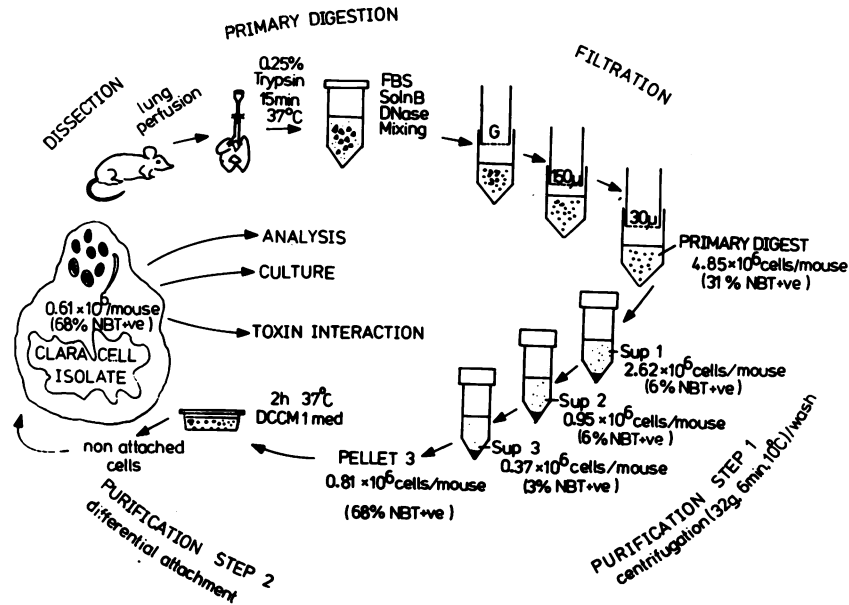 PRIMARY DIGESTION
DISSECTION
lung
perfusion
0.25%
Trypsin
15min
37°C
FBS
SolnB
DNase
Mixing
FILTRATION
G
150µ
30µ
PRIMARY DIGEST
4.85×10⁶cells/mouse
(31% NBT+ve)
Sup 1
2.62×10⁶cells/mouse
(6% NBT+ve)
Sup 2
0.95×10⁶cells/mouse
(6% NBT+ve)
Sup 3
0.37×10⁶cells/mouse
(3% NBT+ve)
PURIFICATION STEP 1
centrifugation(32g, 6min, 10°C)/wash
PELLET 3
0.81×10⁶cells/mouse
(68% NBT+ve)
2h 37°C
DCCM1 med
non attached
cells
PURIFICATION STEP 2
differential attachment
0.61×10⁶/mouse
(68% NBT+ve)
CLARA CELL
ISOLATE
ANALYSIS
CULTURE
TOXIN INTERACTION